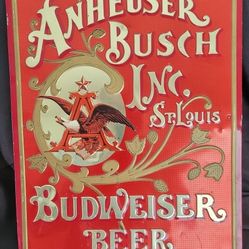 ANHEUSER
BUSCH
INC.
ST. LOUIS
A
BUDWEISER
BEER